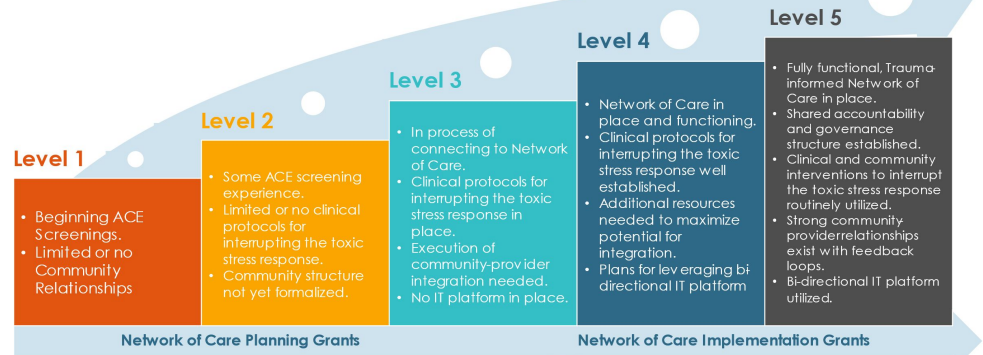 Level 1
• Beginning ACE
Screenings.
• Limited or no
Community
Relationships
Level 2
• Some ACE screening
experience.
• Limited or no clinical
protocols for
interrupting the toxic
stress response.
• Community structure
not yet formalized.
Level 3
• In process of
connecting to Network
of Care.
• Clinical protocols for
interrupting the toxic
stress response in
place.
• Execution of
community-provider
integration needed.
• No IT platform in place.
Level 4
• Network of Care in
place and functioning.
• Clinical protocols for
interrupting the toxic
stress response well
established.
• Additional resources
needed to maximize
potential for
integration.
• Plans for leveraging bi-
directional IT platform
Level 5
• Fully functional, Trauma-
informed Network of
Care in place.
• Shared accountability
and governance
structure established.
• Clinical and community
interventions to interrupt
the toxic stress response
routinely utilized.
• Strong community-
providerrelationships
exist with feedback
loops.
• Bi-directional IT platform
utilized.
Network of Care Planning Grants
Network of Care Implementation Grants